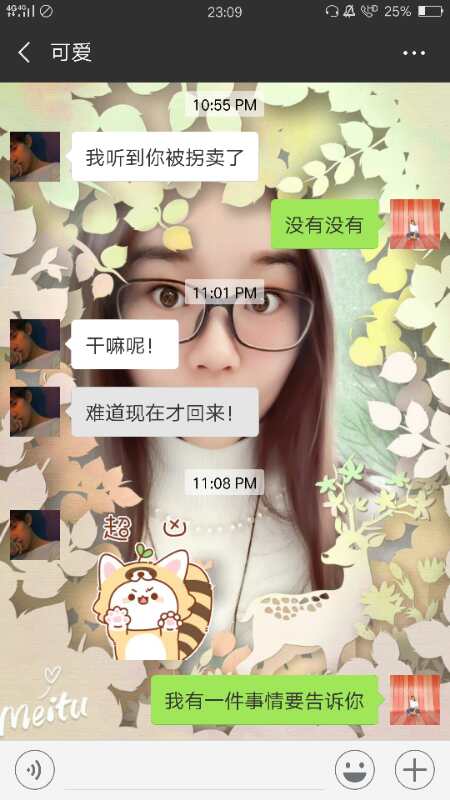 4G 4G 23:09 HD 25%
可爱
10:55 PM
我听到你被拐卖了
没有没有
11:01 PM
干嘛呢!
难道现在才回来!
11:08 PM
超凶
我有一件事情要告诉你
Meitu